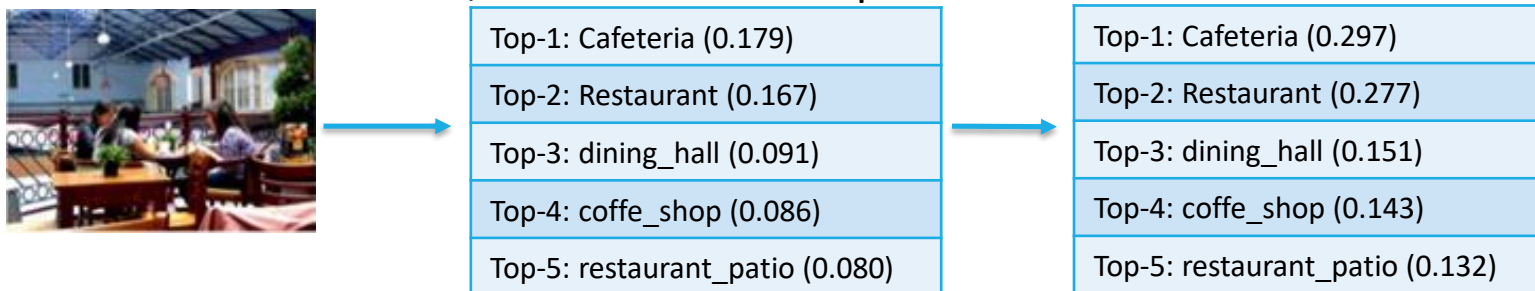 Top-1: Cafeteria (0.179)
Top-2: Restaurant (0.167)
Top-3: dining_hall (0.091)
Top-4: coffe_shop (0.086)
Top-5: restaurant_patio (0.080)
Top-1: Cafeteria (0.297)
Top-2: Restaurant (0.277)
Top-3: dining_hall (0.151)
Top-4: coffe_shop (0.143)
Top-5: restaurant_patio (0.132)